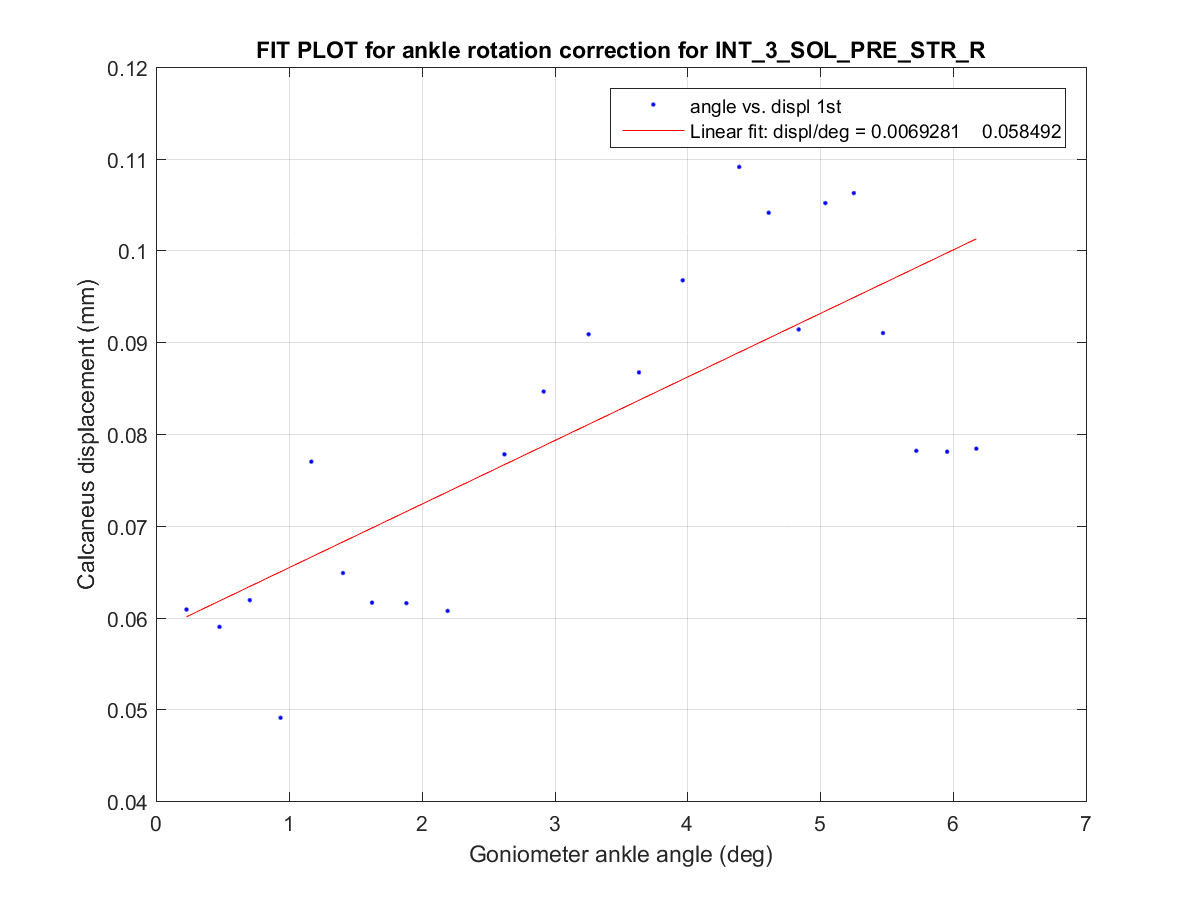 FIT PLOT for ankle rotation correction for INT_3_SOL_PRE_STR_R
angle vs. displ 1st
Linear fit: displ/deg = 0.0069281 0.058492
0.12
0.11
0.1
0.09
0.08
0.07
0.06
0.05
0.04
Calcaneus displacement (mm)
0 1 2 3 4 5 6 7
Goniometer ankle angle (deg)